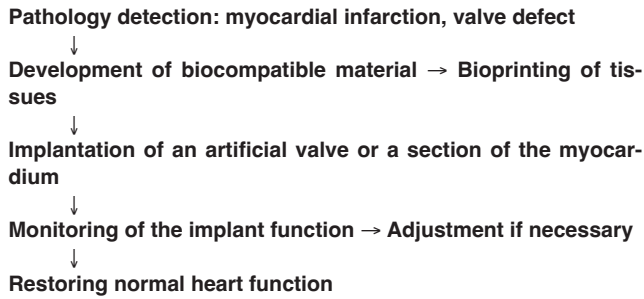 Pathology detection: myocardial infarction, valve defect
↓
Development of biocompatible material → Bioprinting of tis-
sues
↓
Implantation of an artificial valve or a section of the myocar-
dium
↓
Monitoring of the implant function → Adjustment if necessary
↓
Restoring normal heart function